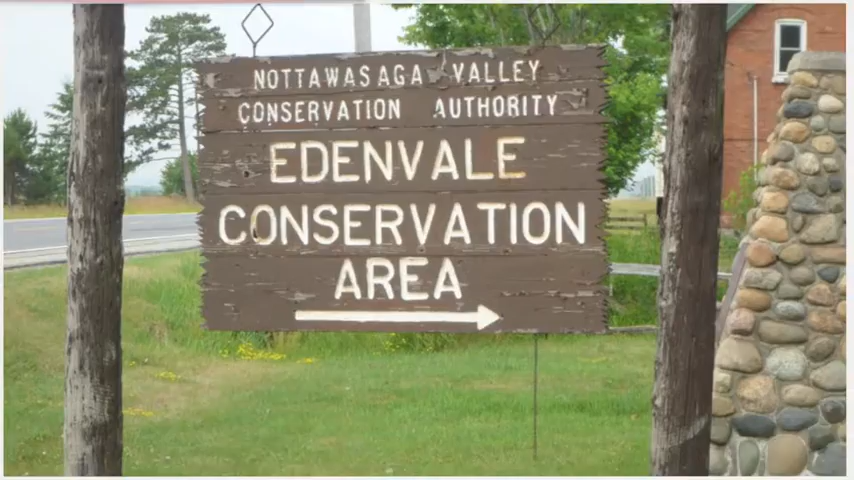 NOTTAWASAGA VALLEY
CONSERVATION AUTHORITY
EDENVALE
CONSERVATION
AREA